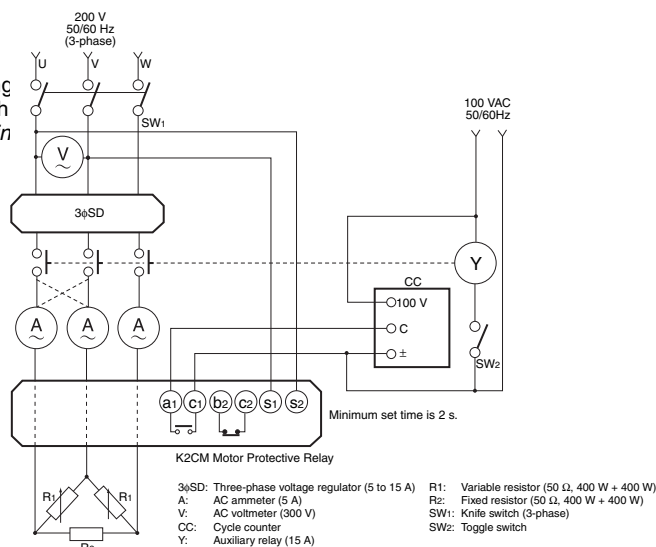 200 V
50/60 Hz
(3-phase)
U V W
SW1
100 VAC
50/60Hz
V
3ϕSD
Y
CC
100 V
C
±
SW2
A A A
a1 c1 b2 c2 s1 s2
Minimum set time is 2 s.
K2CM Motor Protective Relay
R1 R1
R2
3ϕSD: Three-phase voltage regulator (5 to 15 A)
A: AC ammeter (5 A)
V: AC voltmeter (300 V)
CC: Cycle counter
Y: Auxiliary relay (15 A)
R1: Variable resistor (50 Ω, 400 W + 400 W)
R2: Fixed resistor (50 Ω, 400 W + 400 W)
SW1: Knife switch (3-phase)
SW2: Toggle switch